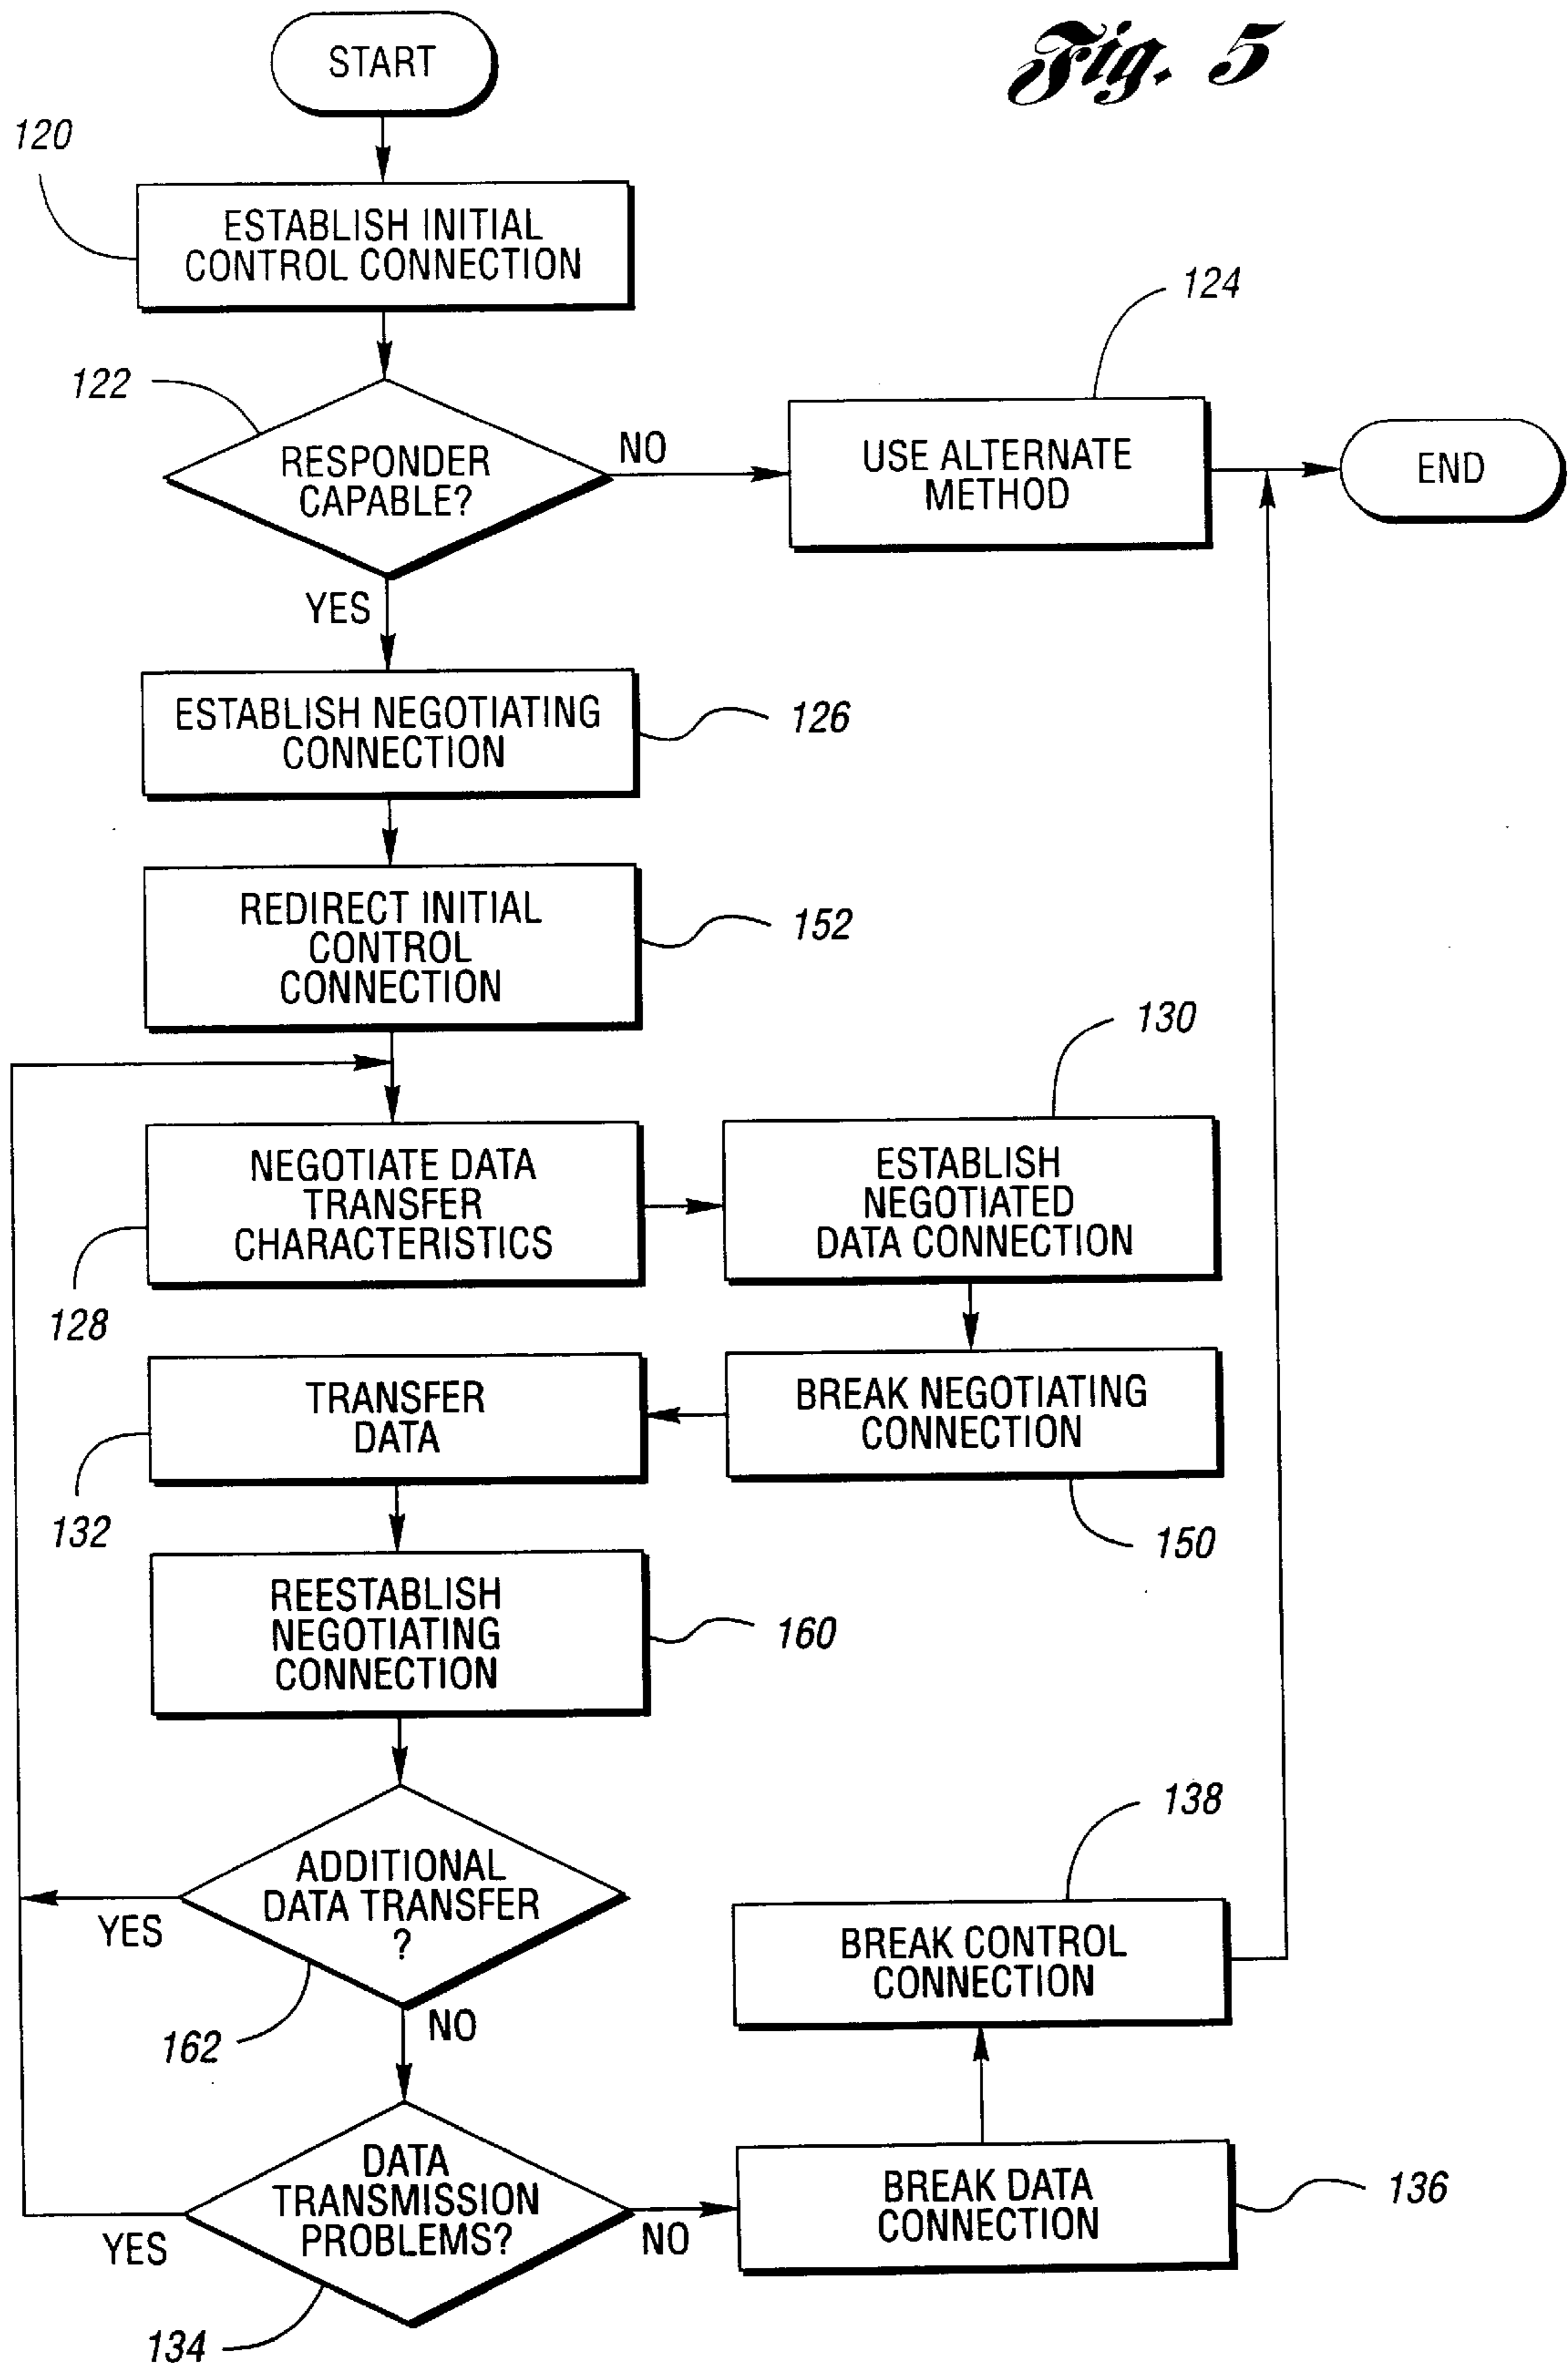 Fig. 5
START
120
ESTABLISH INITIAL
CONTROL CONNECTION
124
122
RESPONDER
CAPABLE?
NO
USE ALTERNATE
METHOD
END
YES
ESTABLISH NEGOTIATING
CONNECTION
126
REDIRECT INITIAL
CONTROL
CONNECTION
152
130
NEGOTIATE DATA
TRANSFER
CHARACTERISTICS
128
ESTABLISH
NEGOTIATED
DATA CONNECTION
TRANSFER
DATA
132
BREAK NEGOTIATING
CONNECTION
150
REESTABLISH
NEGOTIATING
CONNECTION
160
138
ADDITIONAL
DATA TRANSFER
?
YES
162
NO
BREAK CONTROL
CONNECTION
DATA
TRANSMISSION
PROBLEMS?
YES
NO
134
BREAK DATA
CONNECTION
136